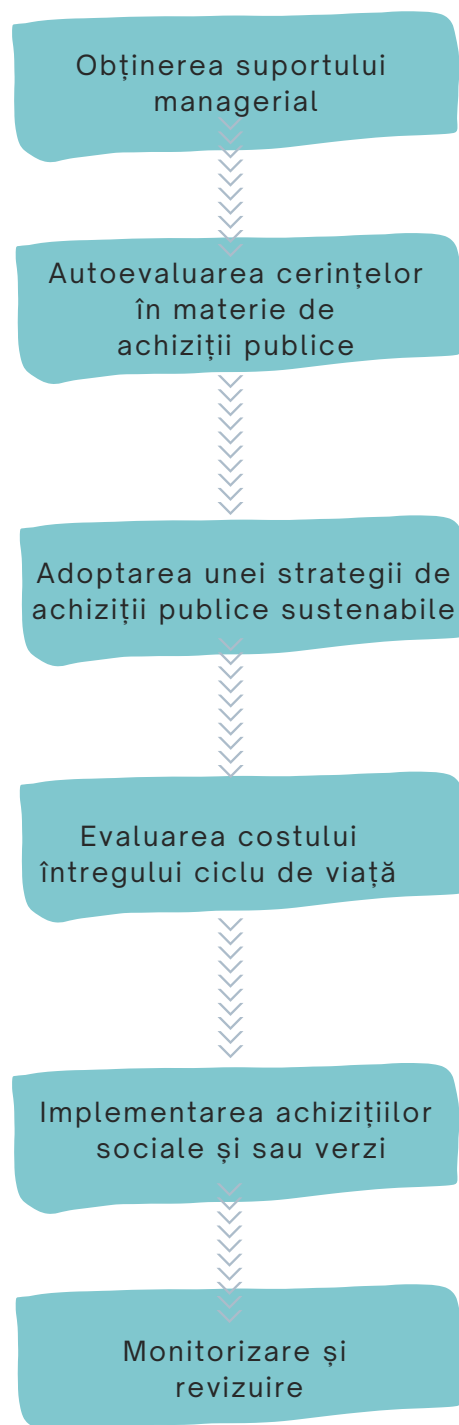 Obținerea suportului
managerial
Autoevaluarea cerințelor
în materie de
achiziții publice
Adoptarea unei strategii de
achiziții publice sustenabile
Evaluarea costului
întregului ciclu de viață
Implementarea achizițiilor
sociale și sau verzi
Monitorizare și
revizuire